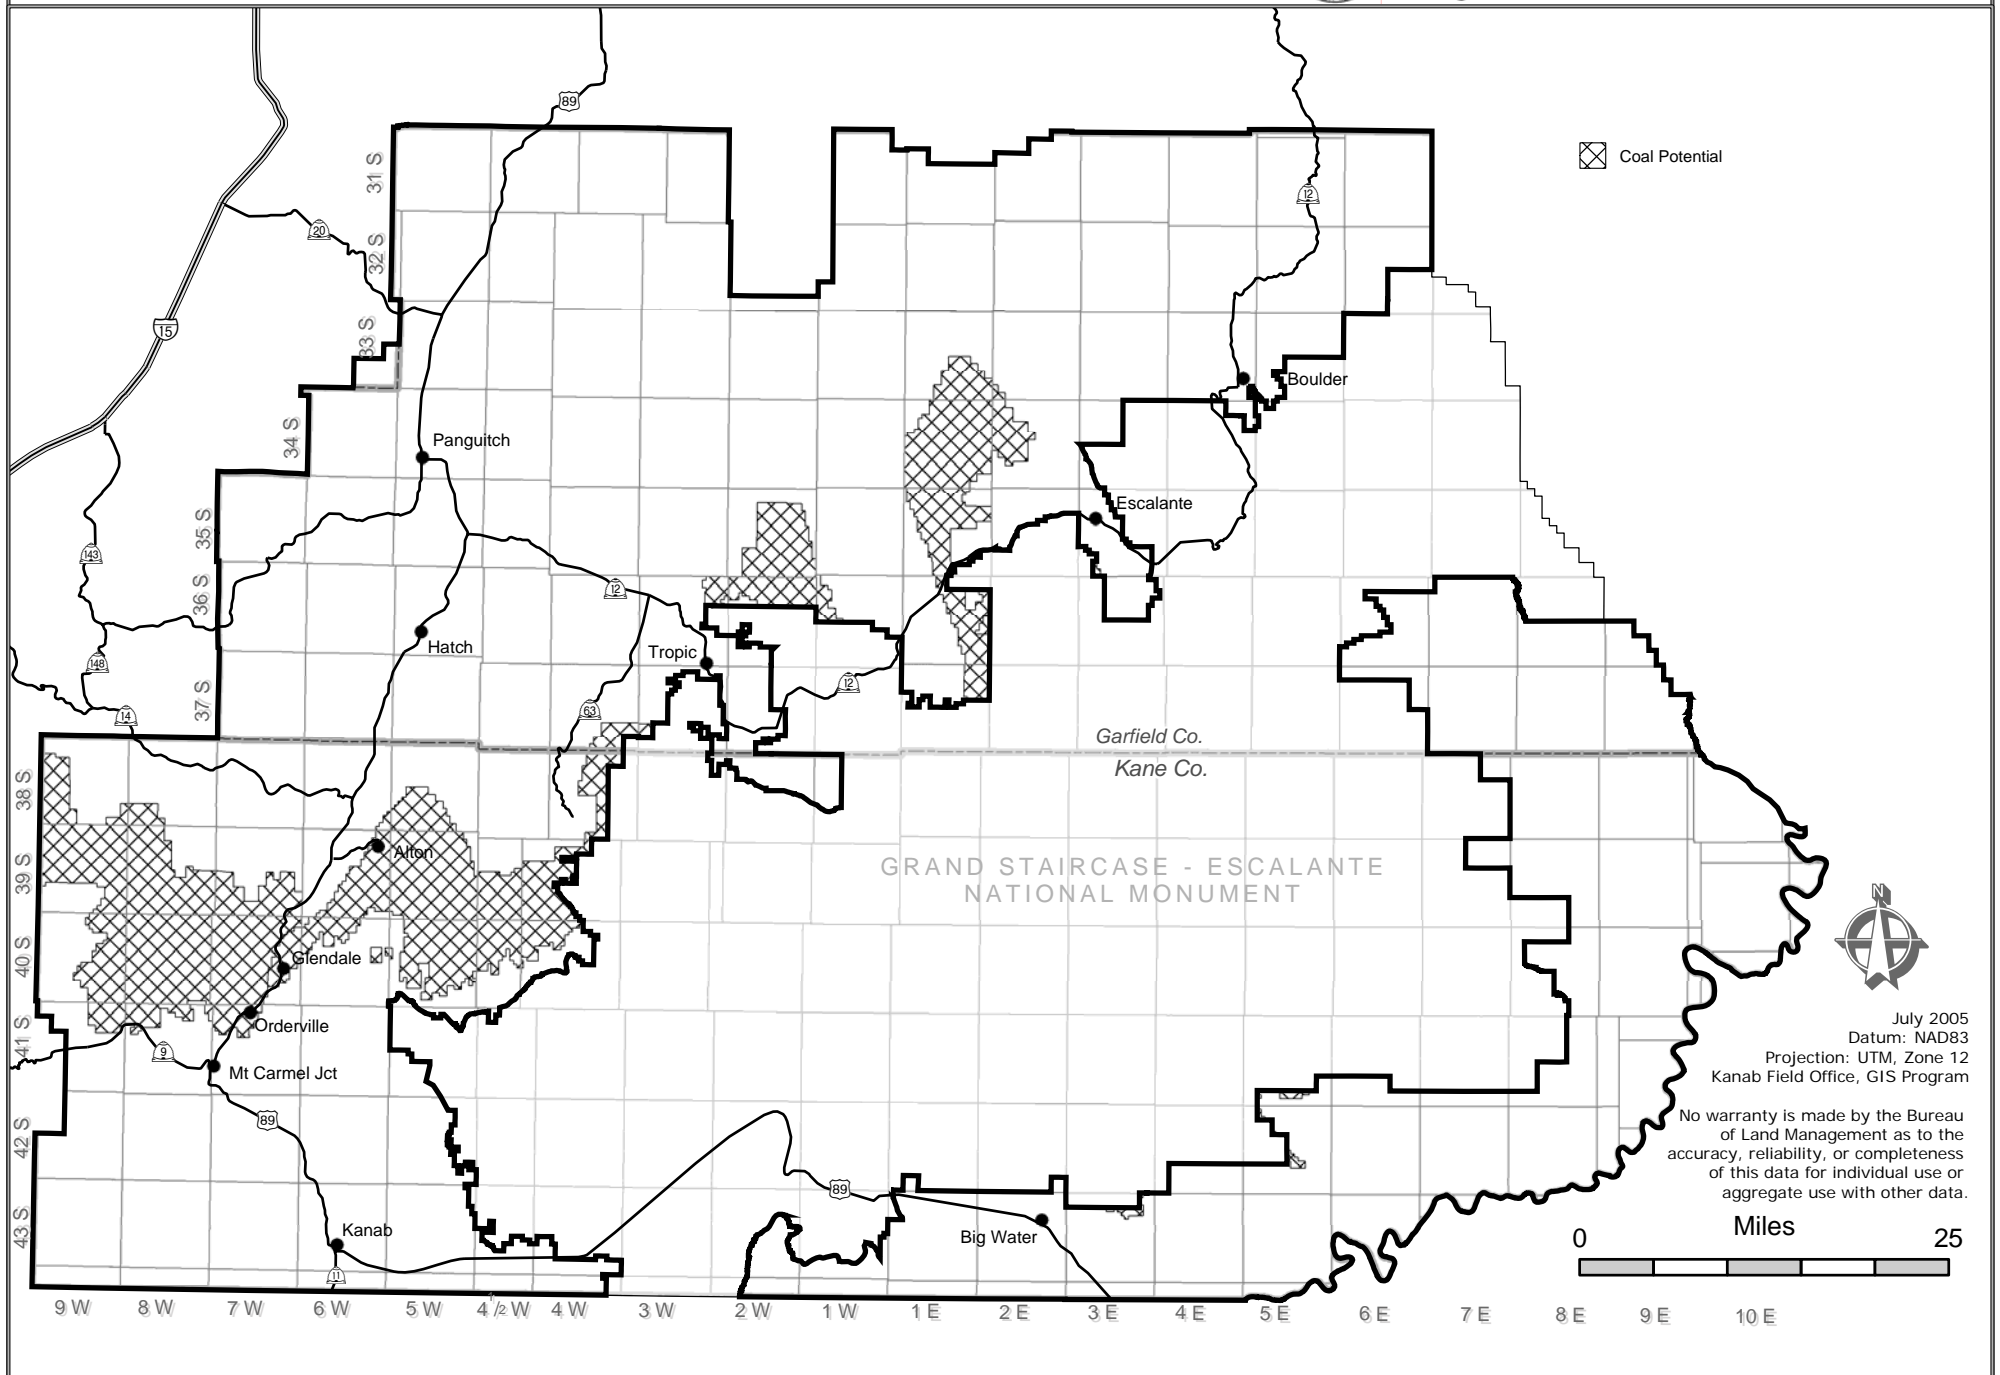 89
Coal Potential
12
31 S
20
32 S
15
33 S
Boulder
34 S
Panguitch
Escalante
35 S
143
12
36 S
Hatch
Tropic
148
12
37 S
14
63
Garfield Co.
Kane Co.
38 S
Alton
39 S
GRAND STAIRCASE - ESCALANTE
NATIONAL MONUMENT
N
40 S
Glendale
Orderville
41 S
9
Mt Carmel Jct
July 2005
Datum: NAD83
Projection: UTM, Zone 12
Kanab Field Office, GIS Program
89
42 S
No warranty is made by the Bureau
of Land Management as to the
accuracy, reliability, or completeness
of this data for individual use or
aggregate use with other data.
89
43 S
Kanab
Big Water
Miles
0 25
11
9 W 8 W 7 W 6 W 5 W 4 1/2 W 4 W 3 W 2 W 1 W 1 E 2 E 3 E 4 E 5 E 6 E 7 E 8 E 9 E 10 E